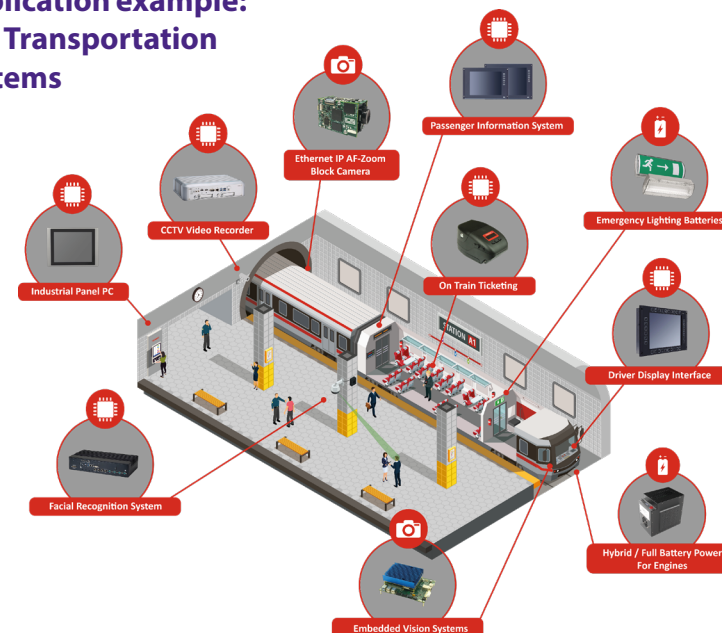 plication example:
Transportation
tems
Passenger Information System
Ethernet IP AF-Zoom
Block Camera
CCTV Video Recorder
Emergency Lighting Batteries
Industrial Panel PC
On Train Ticketing
STATION A1
Driver Display Interface
Facial Recognition System
Hybrid / Full Battery Power
For Engines
Embedded Vision Systems